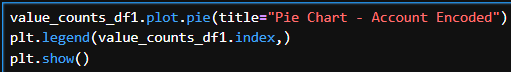 value_counts_df1.plot.pie(title="Pie Chart - Account Encoded")
plt.legend(value_counts_df1.index,)
plt.show()